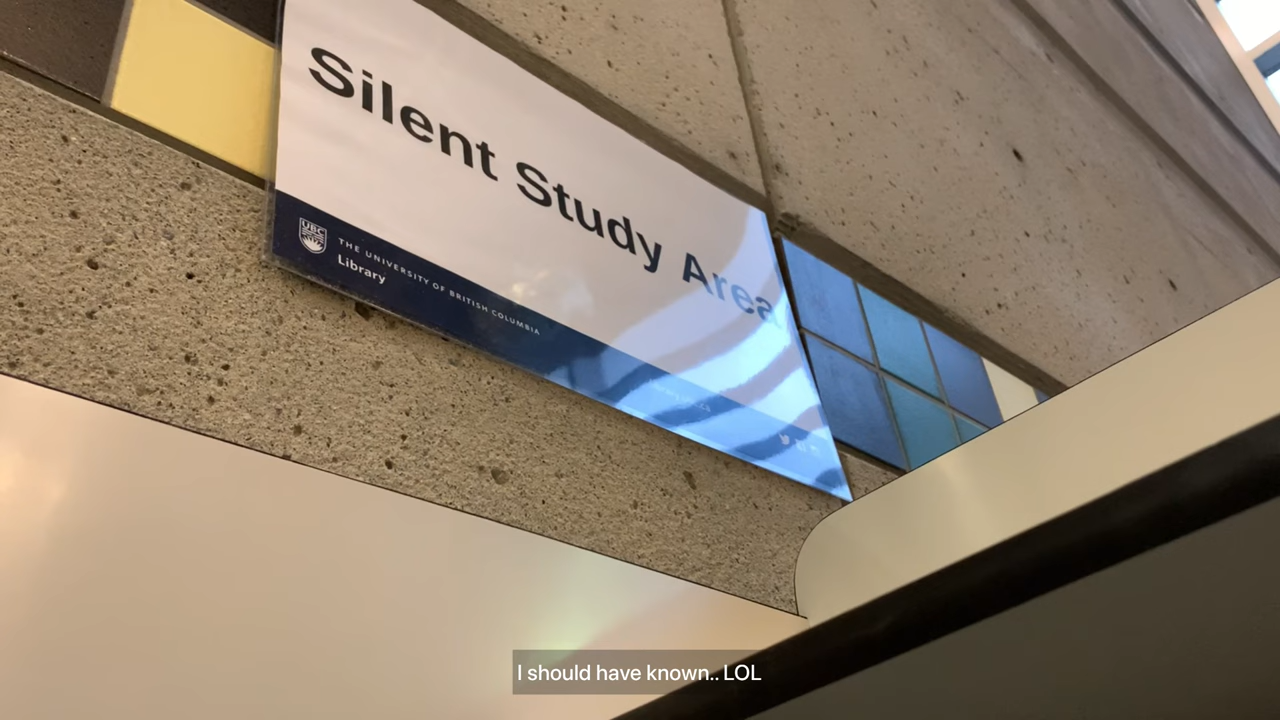 Silent Study Area
UBC
THE UNIVERSITY OF BRITISH COLUMBIA
Library
I should have known.. LOL